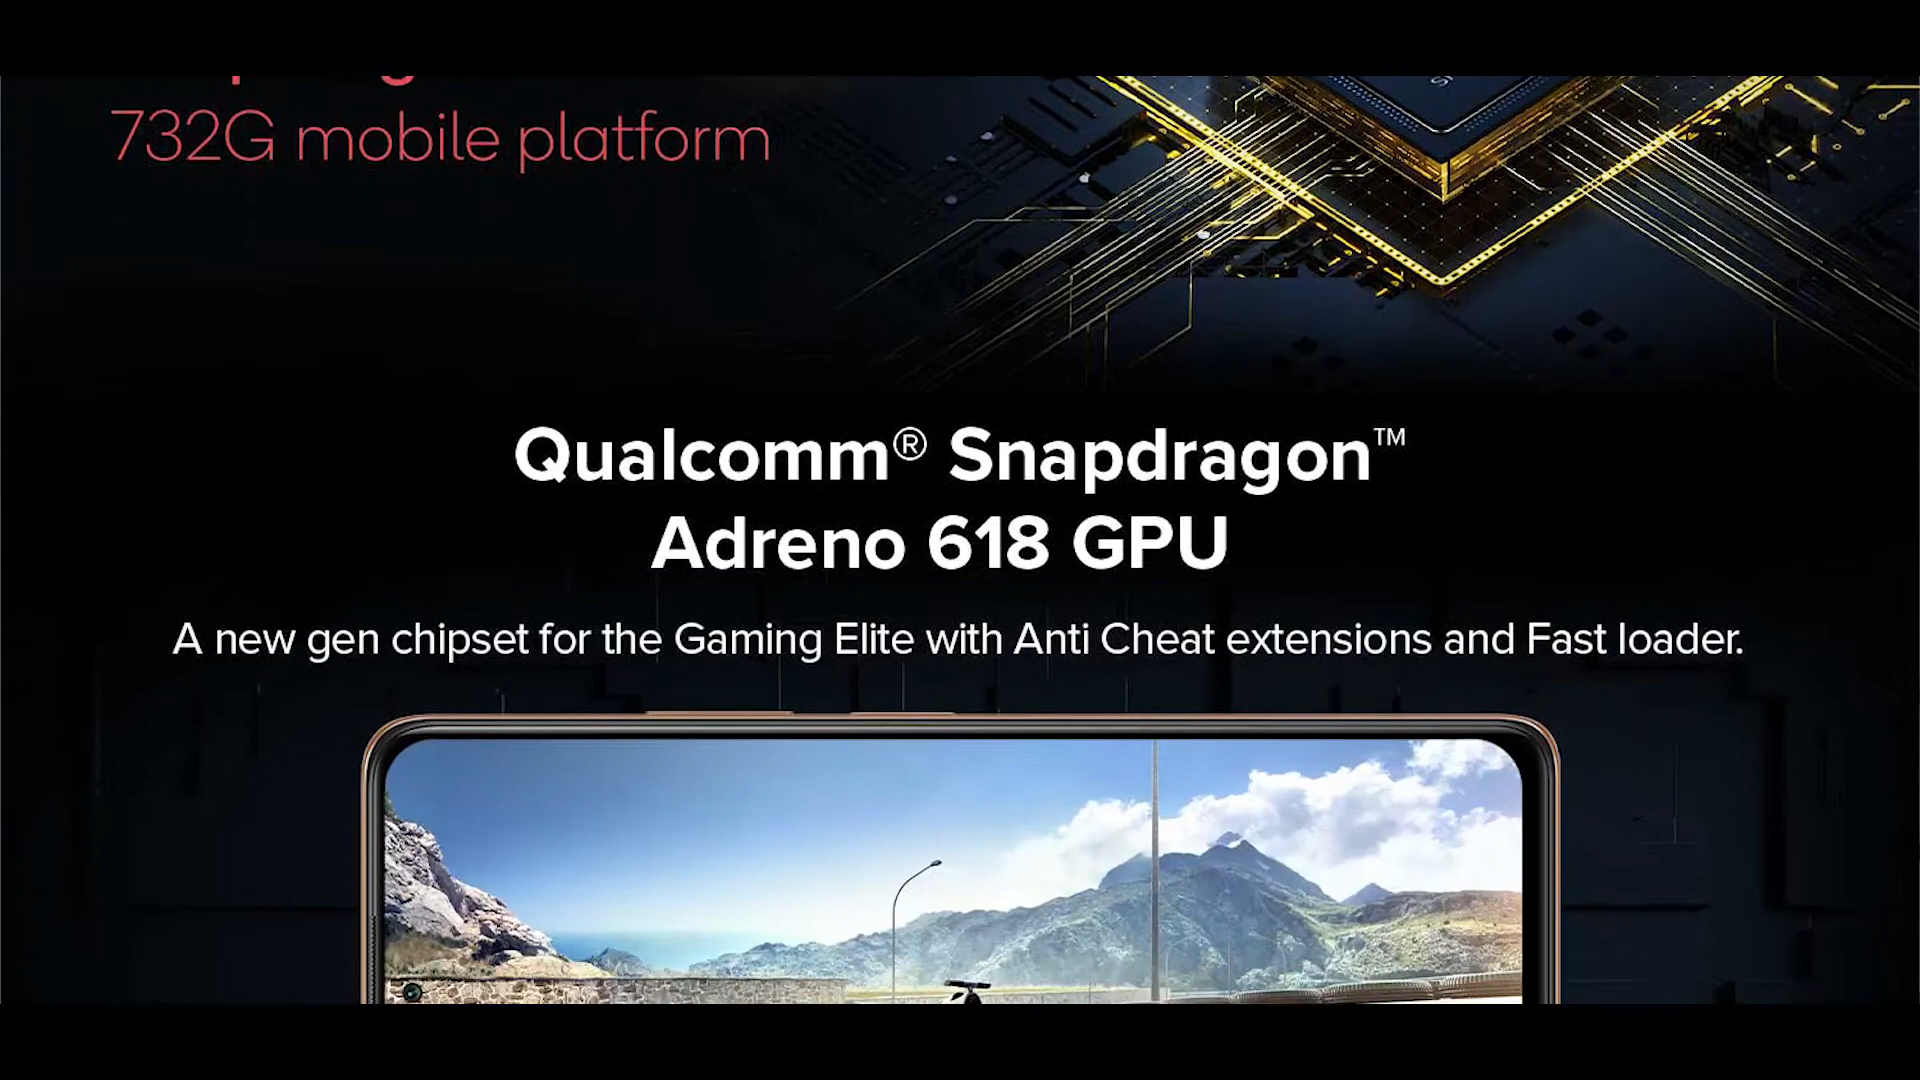 732G mobile platform
Qualcomm® Snapdragon™
Adreno 618 GPU
A new gen chipset for the Gaming Elite with Anti Cheat extensions and Fast loader.